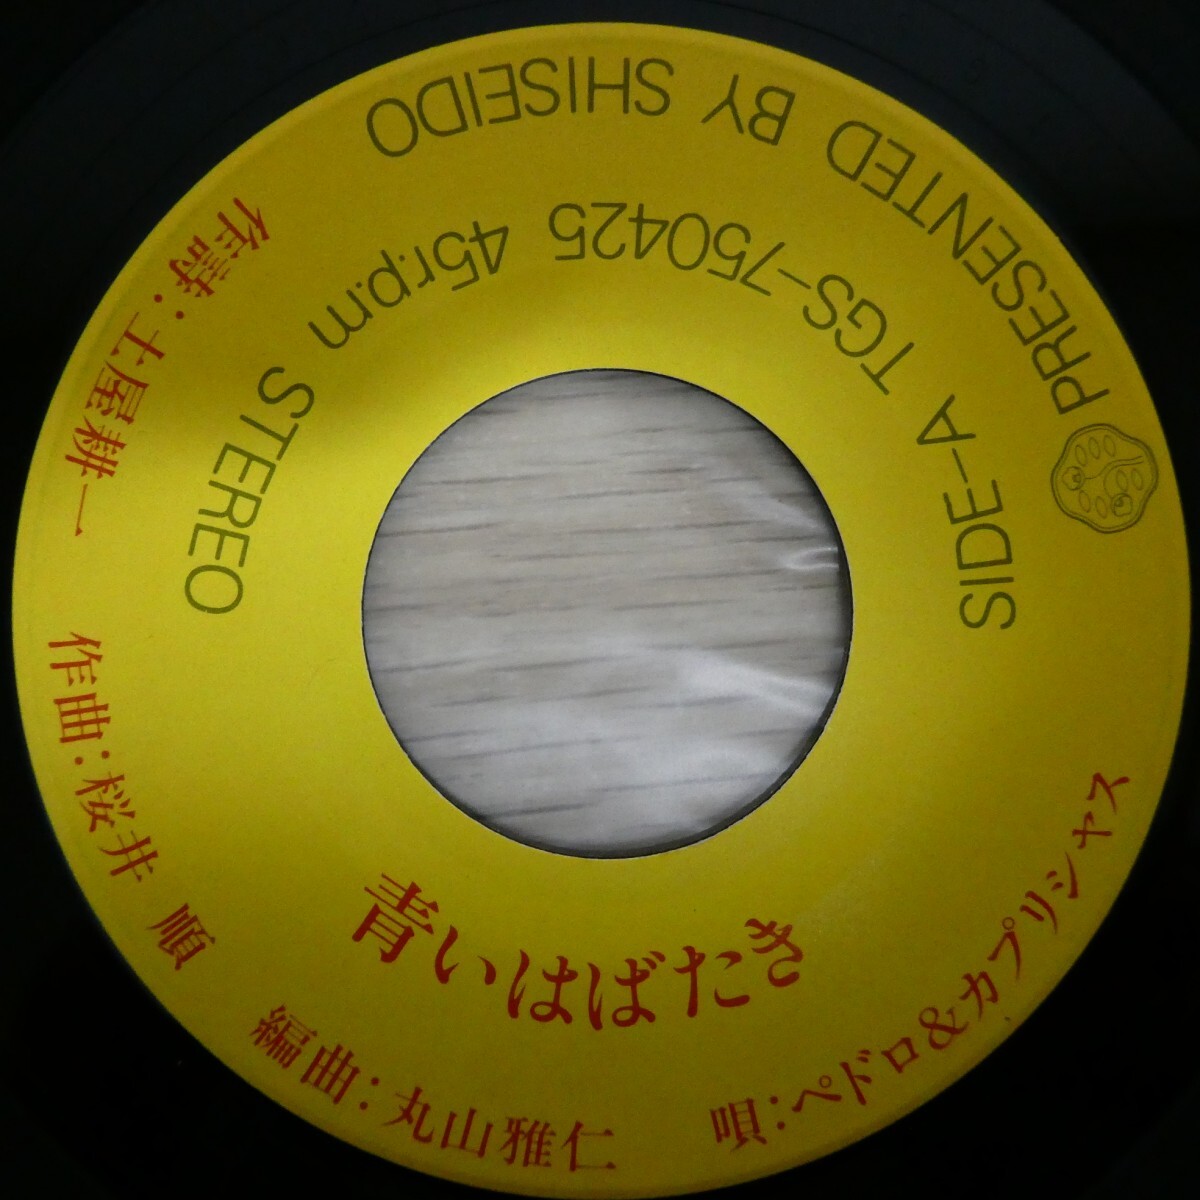 PRESENTED BY SHISEIDO
SIDE-A TGS-750425 45r.p.m STEREO
青いはばたき
作詩：土屋耕一
作曲：桜井 順
編曲：丸山雅仁
唄：ペドロ＆カプリシャス